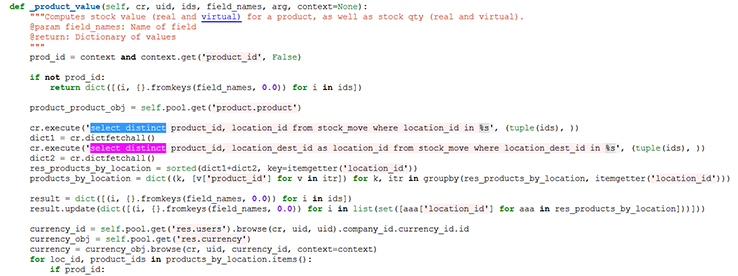 def _product_value(self, cr, uid, ids, field_names, arg, context=None):
"""Computes stock value (real and virtual) for a product, as well as stock qty (real and virtual).
@param field_names: Name of field
@return: Dictionary of values
"""
prod_id = context and context.get('product_id', False)
if not prod_id:
return dict([(i, {}.fromkeys(field_names, 0.0)) for i in ids])
product_product_obj = self.pool.get('product.product')
cr.execute('select distinct product_id, location_id from stock_move where location_id in %s', (tuple(ids), ))
dict1 = cr.dictfetchall()
cr.execute('select distinct product_id, location_dest_id as location_id from stock_move where location_dest_id in %s', (tuple(ids), ))
dict2 = cr.dictfetchall()
res_products_by_location = sorted(dict1+dict2, key=itemgetter('location_id'))
products_by_location = dict((k, [v['product_id'] for v in itr]) for k, itr in groupby(res_products_by_location, itemgetter('location_id')))
result = dict([(i, {}.fromkeys(field_names, 0.0)) for i in ids])
result.update(dict([(i, {}.fromkeys(field_names, 0.0)) for i in list(set([aaa['location_id'] for aaa in res_products_by_location]))]))
currency_id = self.pool.get('res.users').browse(cr, uid, uid).company_id.currency_id.id
currency_obj = self.pool.get('res.currency')
currency = currency_obj.browse(cr, uid, currency_id, context=context)
for loc_id, product_ids in products_by_location.items():
if prod_id: